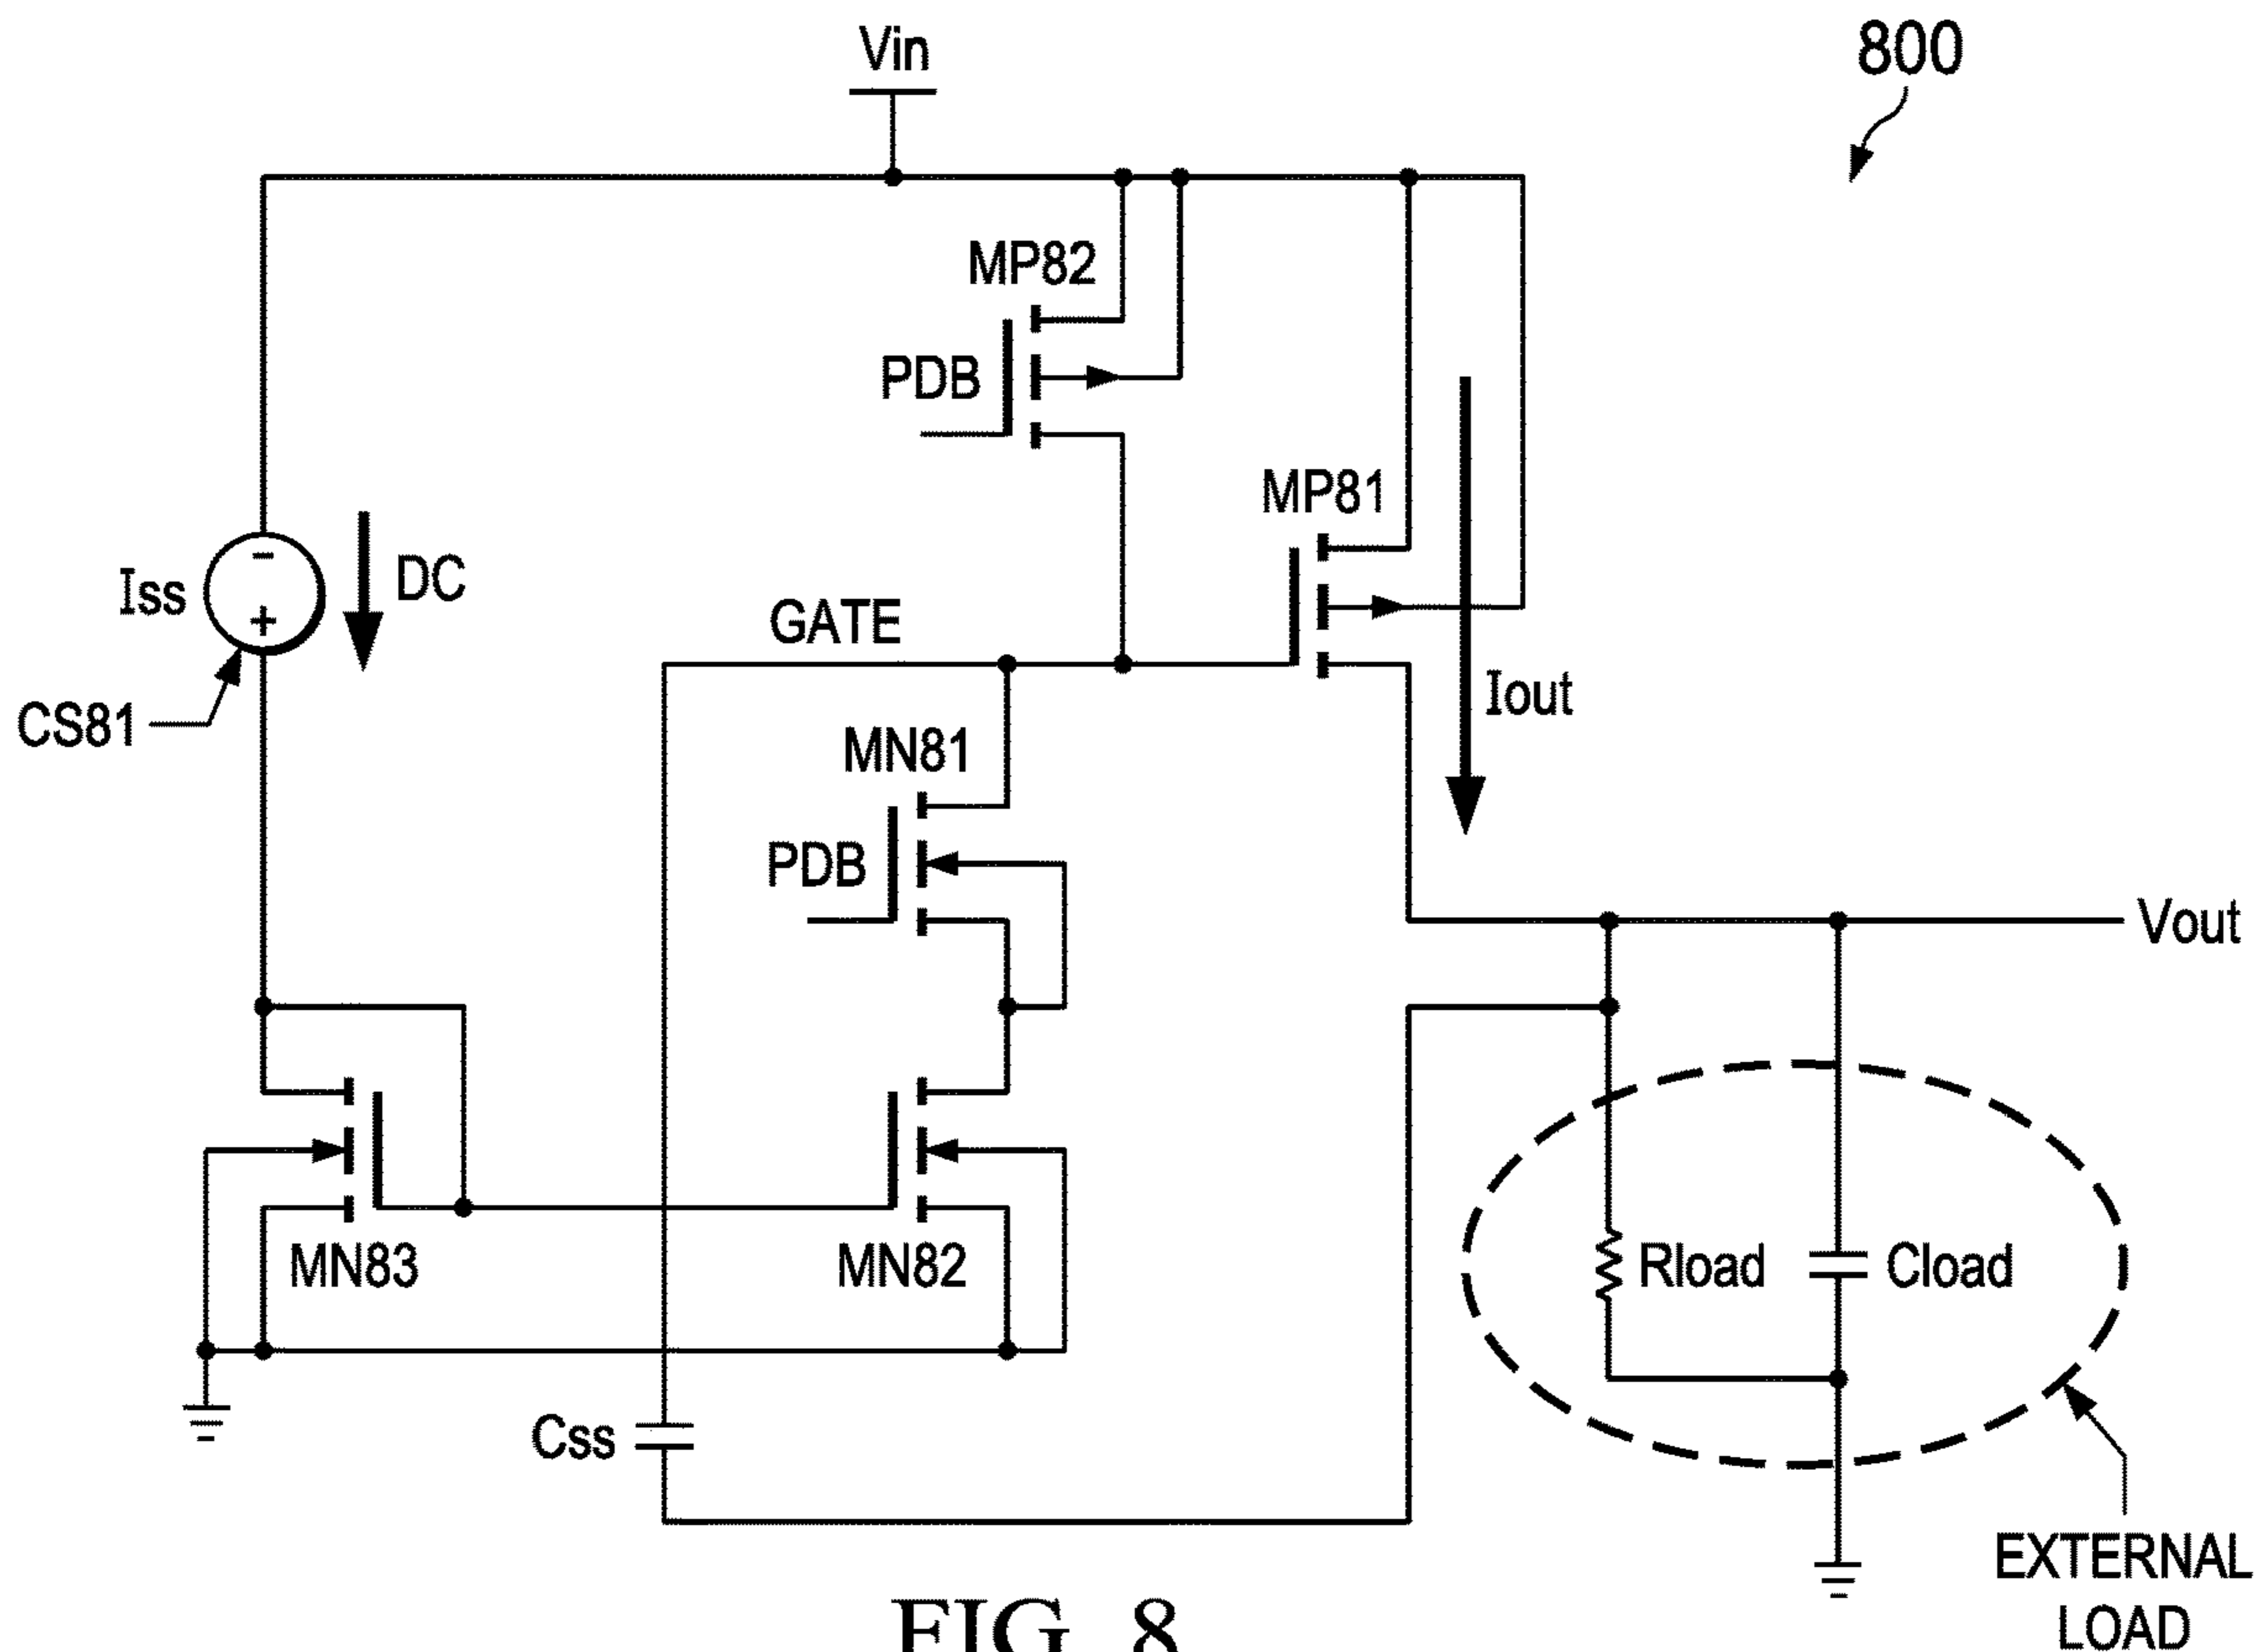 Vin
800
MP82
PDB
MP81
Iss
-
+
DC
GATE
CS81
Iout
MN81
PDB
Vout
MN83
MN82
Rload
Cload
Css
EXTERNAL
LOAD
FIG. 8